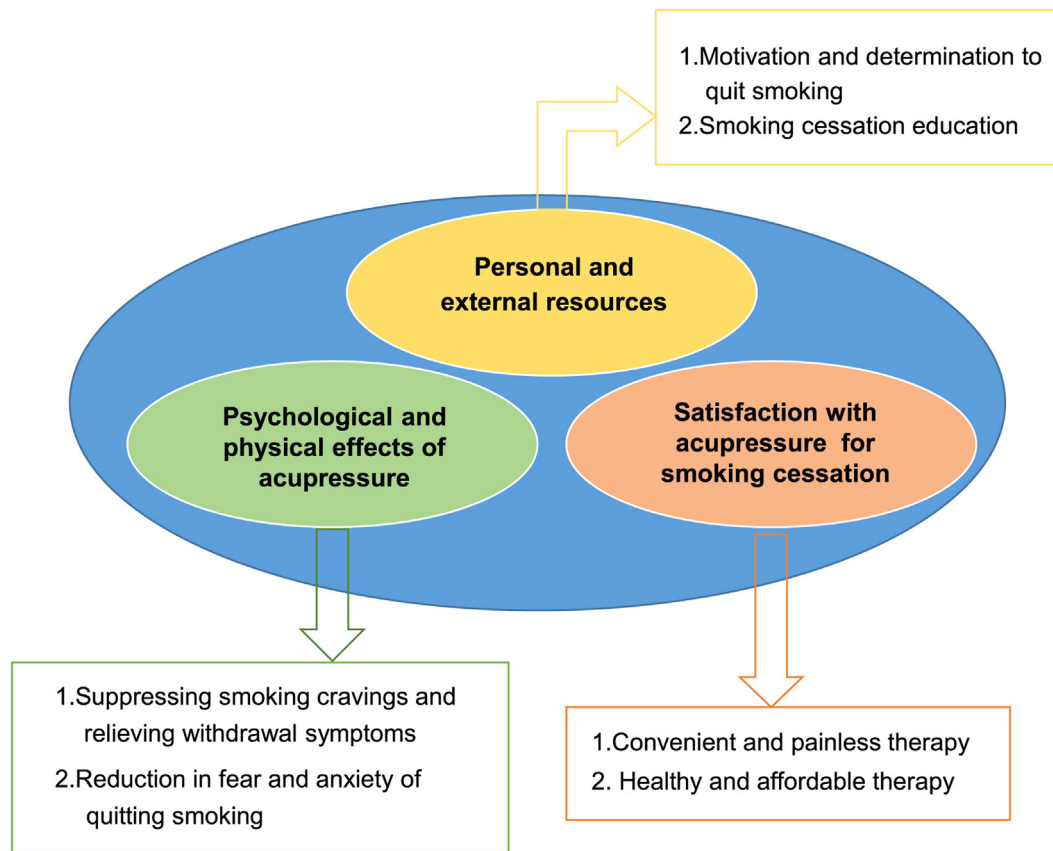 1.Motivation and determination to
quit smoking
2.Smoking cessation education
Personal and
external resources
Psychological and
physical effects of
acupressure
Satisfaction with
acupressure for
smoking cessation
1.Suppressing smoking cravings and
relieving withdrawal symptoms
2.Reduction in fear and anxiety of
quitting smoking
1.Convenient and painless therapy
2. Healthy and affordable therapy